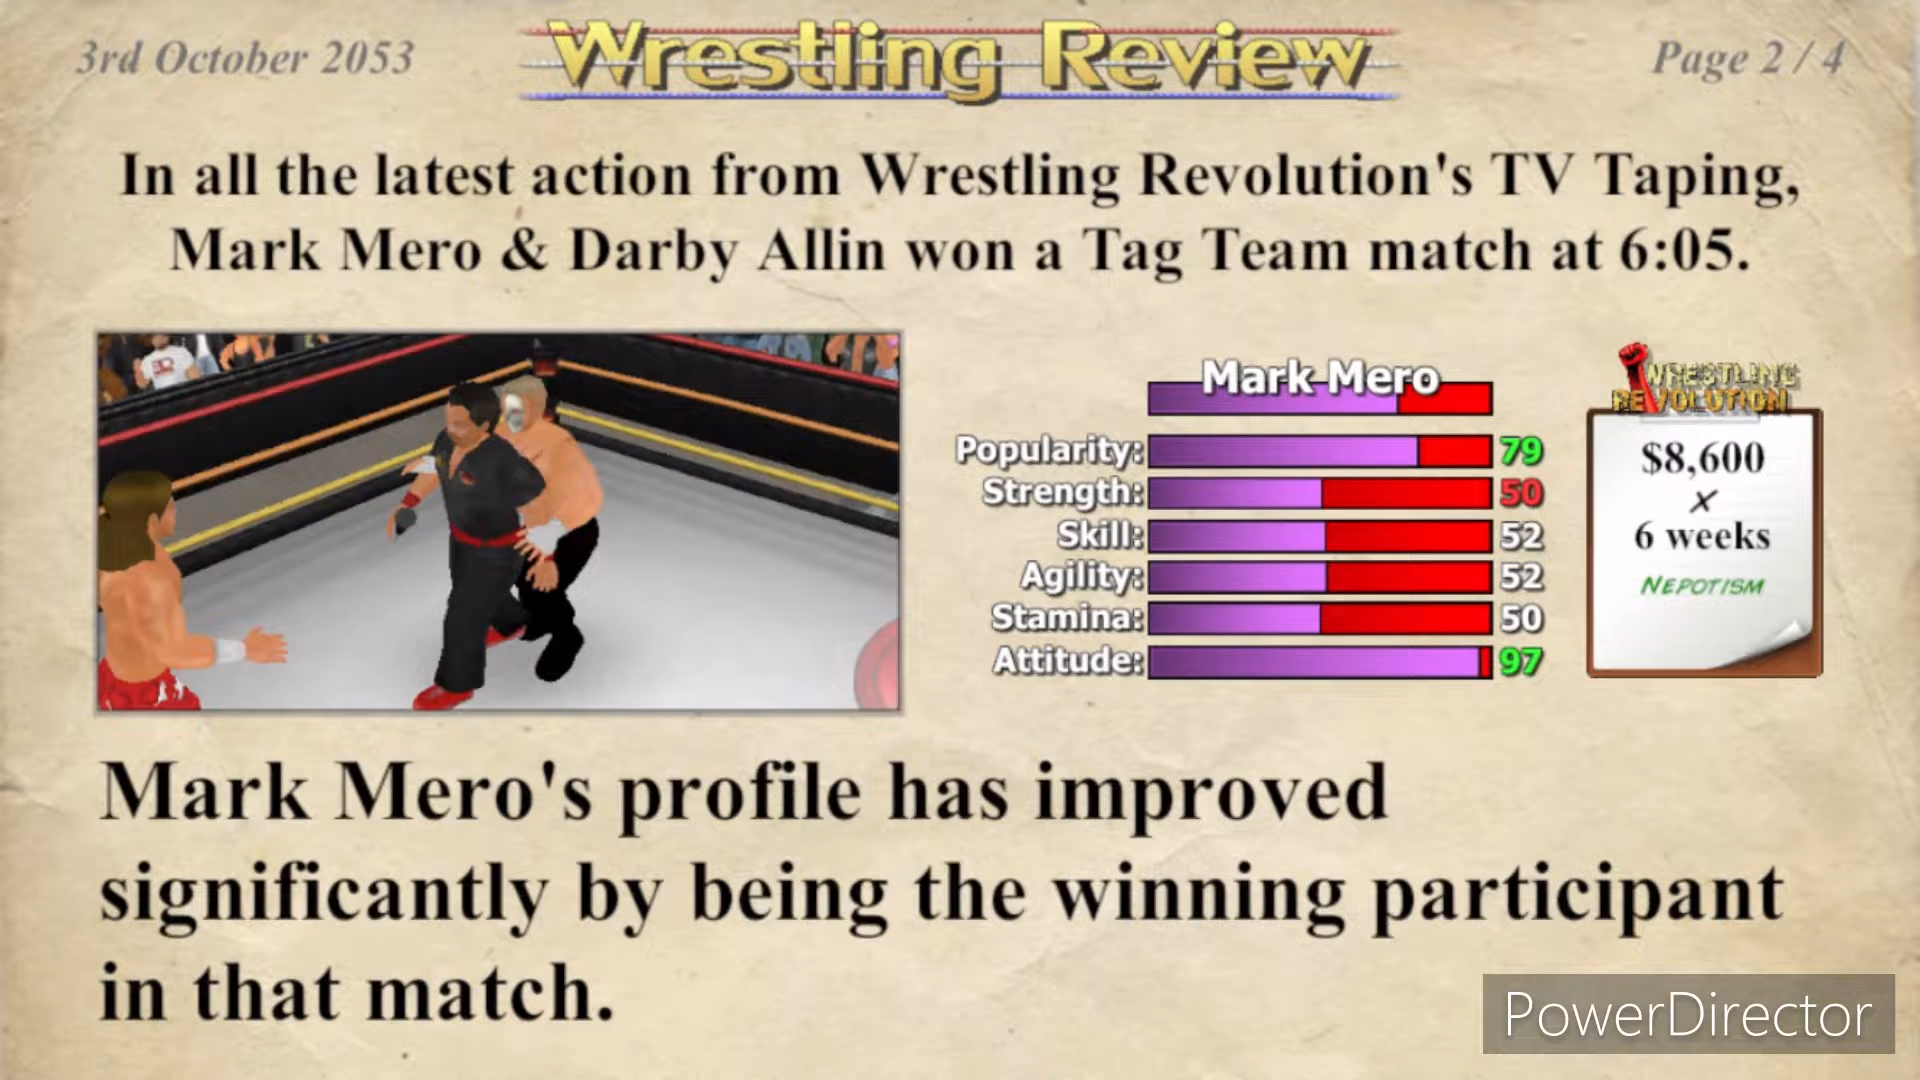 3rd October 2053
Wrestling Review
Page 2 / 4
In all the latest action from Wrestling Revolution's TV Taping,
Mark Mero & Darby Allin won a Tag Team match at 6:05.
Mark Mero
Popularity: 79
Strength: 50
Skill: 52
Agility: 52
Stamina: 50
Attitude: 97
WRESTLING
REVOLUTION
$8,600
×
6 weeks
NEPOTISM
Mark Mero's profile has improved
significantly by being the winning participant
in that match.
PowerDirector